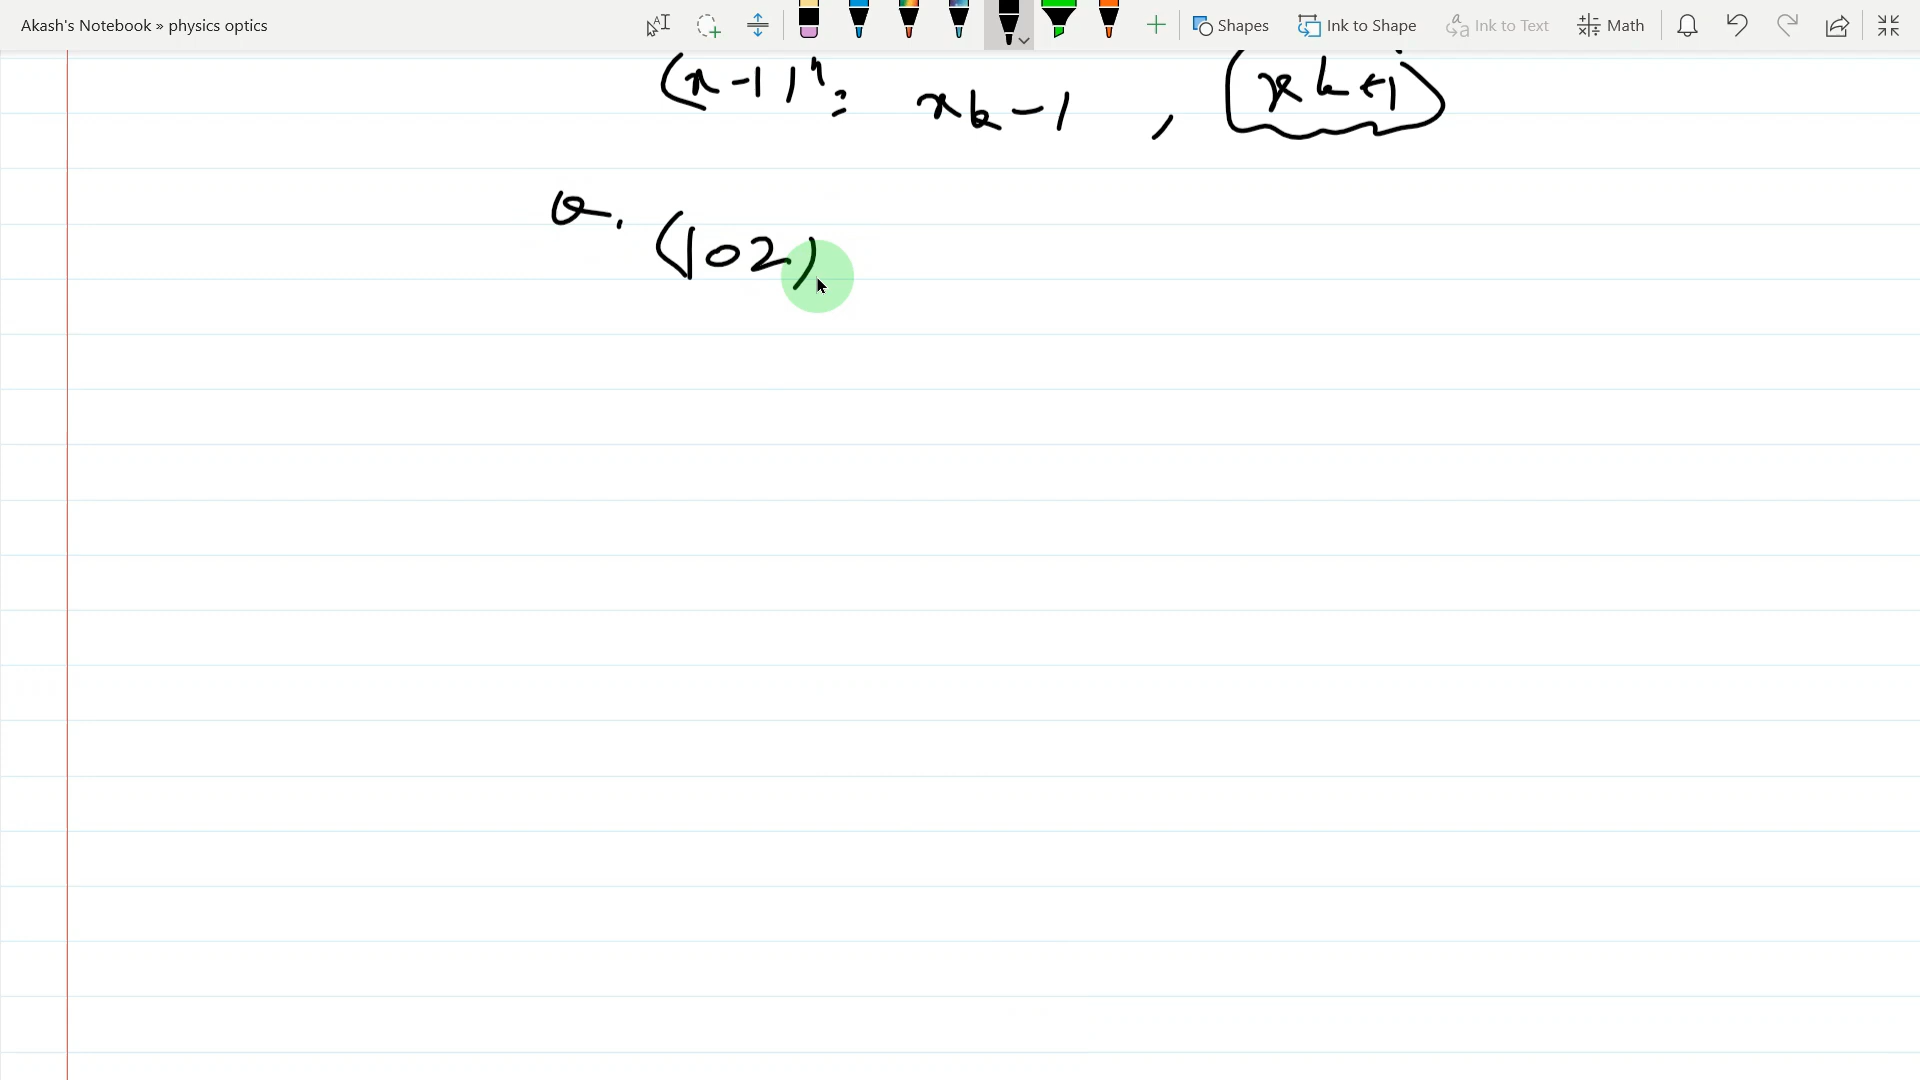 Akash's Notebook » physics optics Shapes Ink to Shape Ink to Text Math
(x-1)ⁿ = xk-1 , (xk+1)
Q. (102)